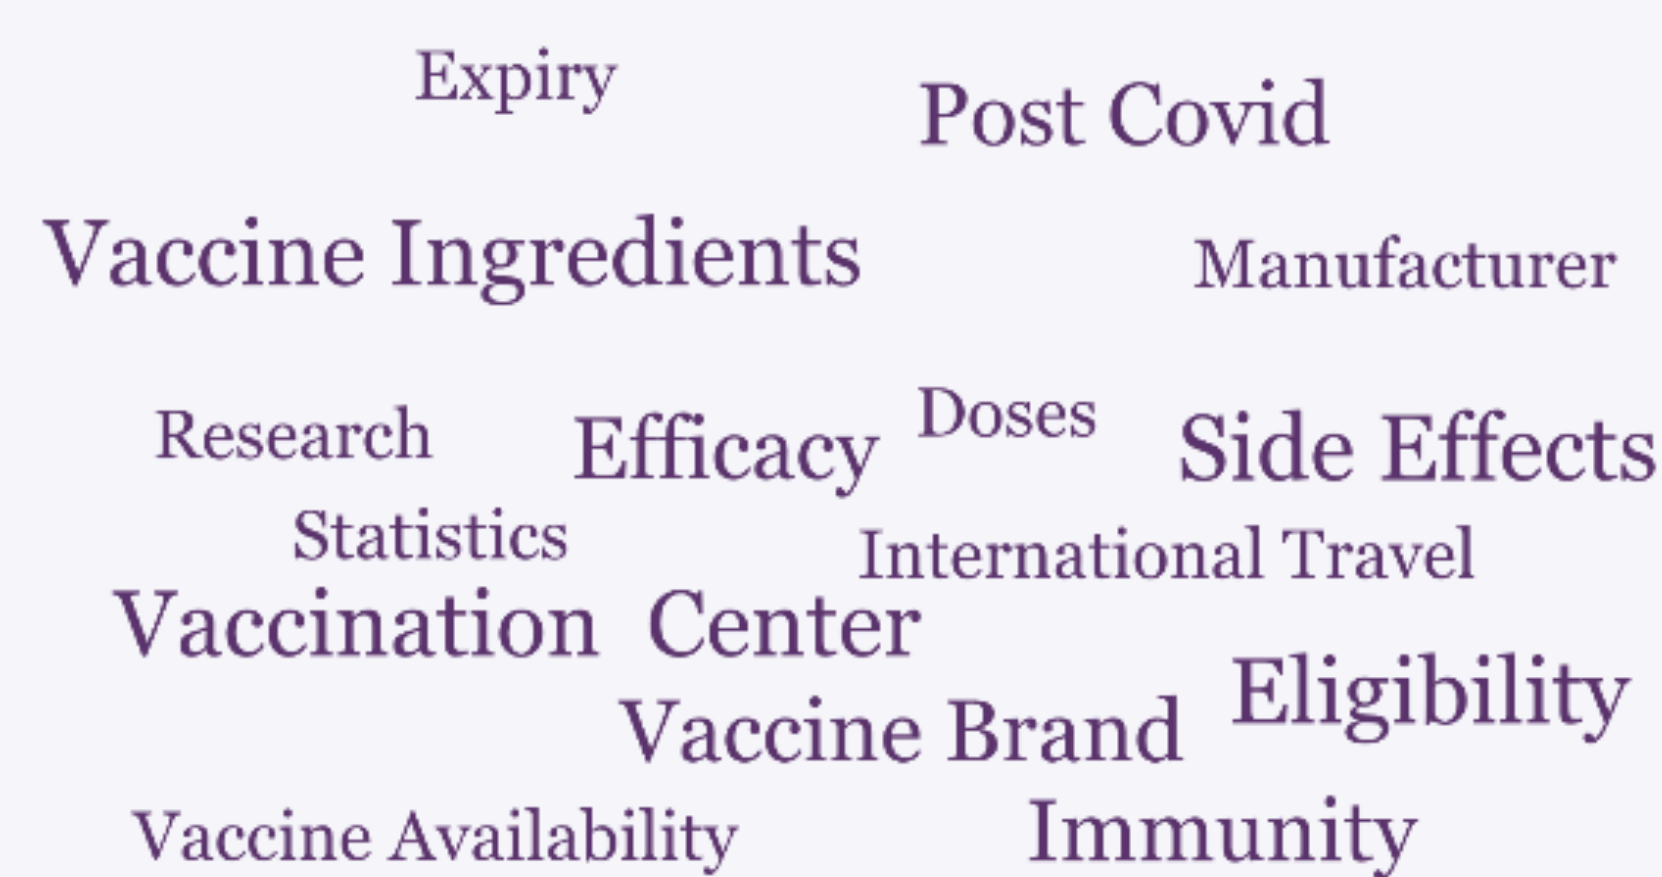 Expiry
Post Covid
Vaccine Ingredients
Manufacturer
Research
Efficacy
Doses
Side Effects
Statistics
International Travel
Vaccination Center
Eligibility
Vaccine Brand
Vaccine Availability
Immunity